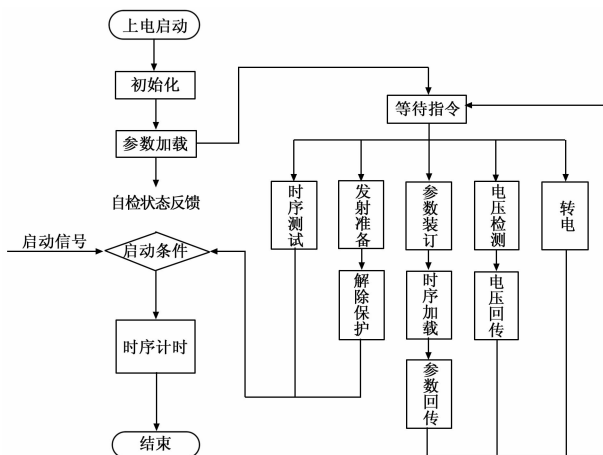 上电启动
初始化
参数加载
自检状态反馈
启动信号
启动条件
时序计时
结束
等待指令
时序测试
发射准备
解除保护
参数装订
时序加载
参数回传
电压检测
电压回传
转电